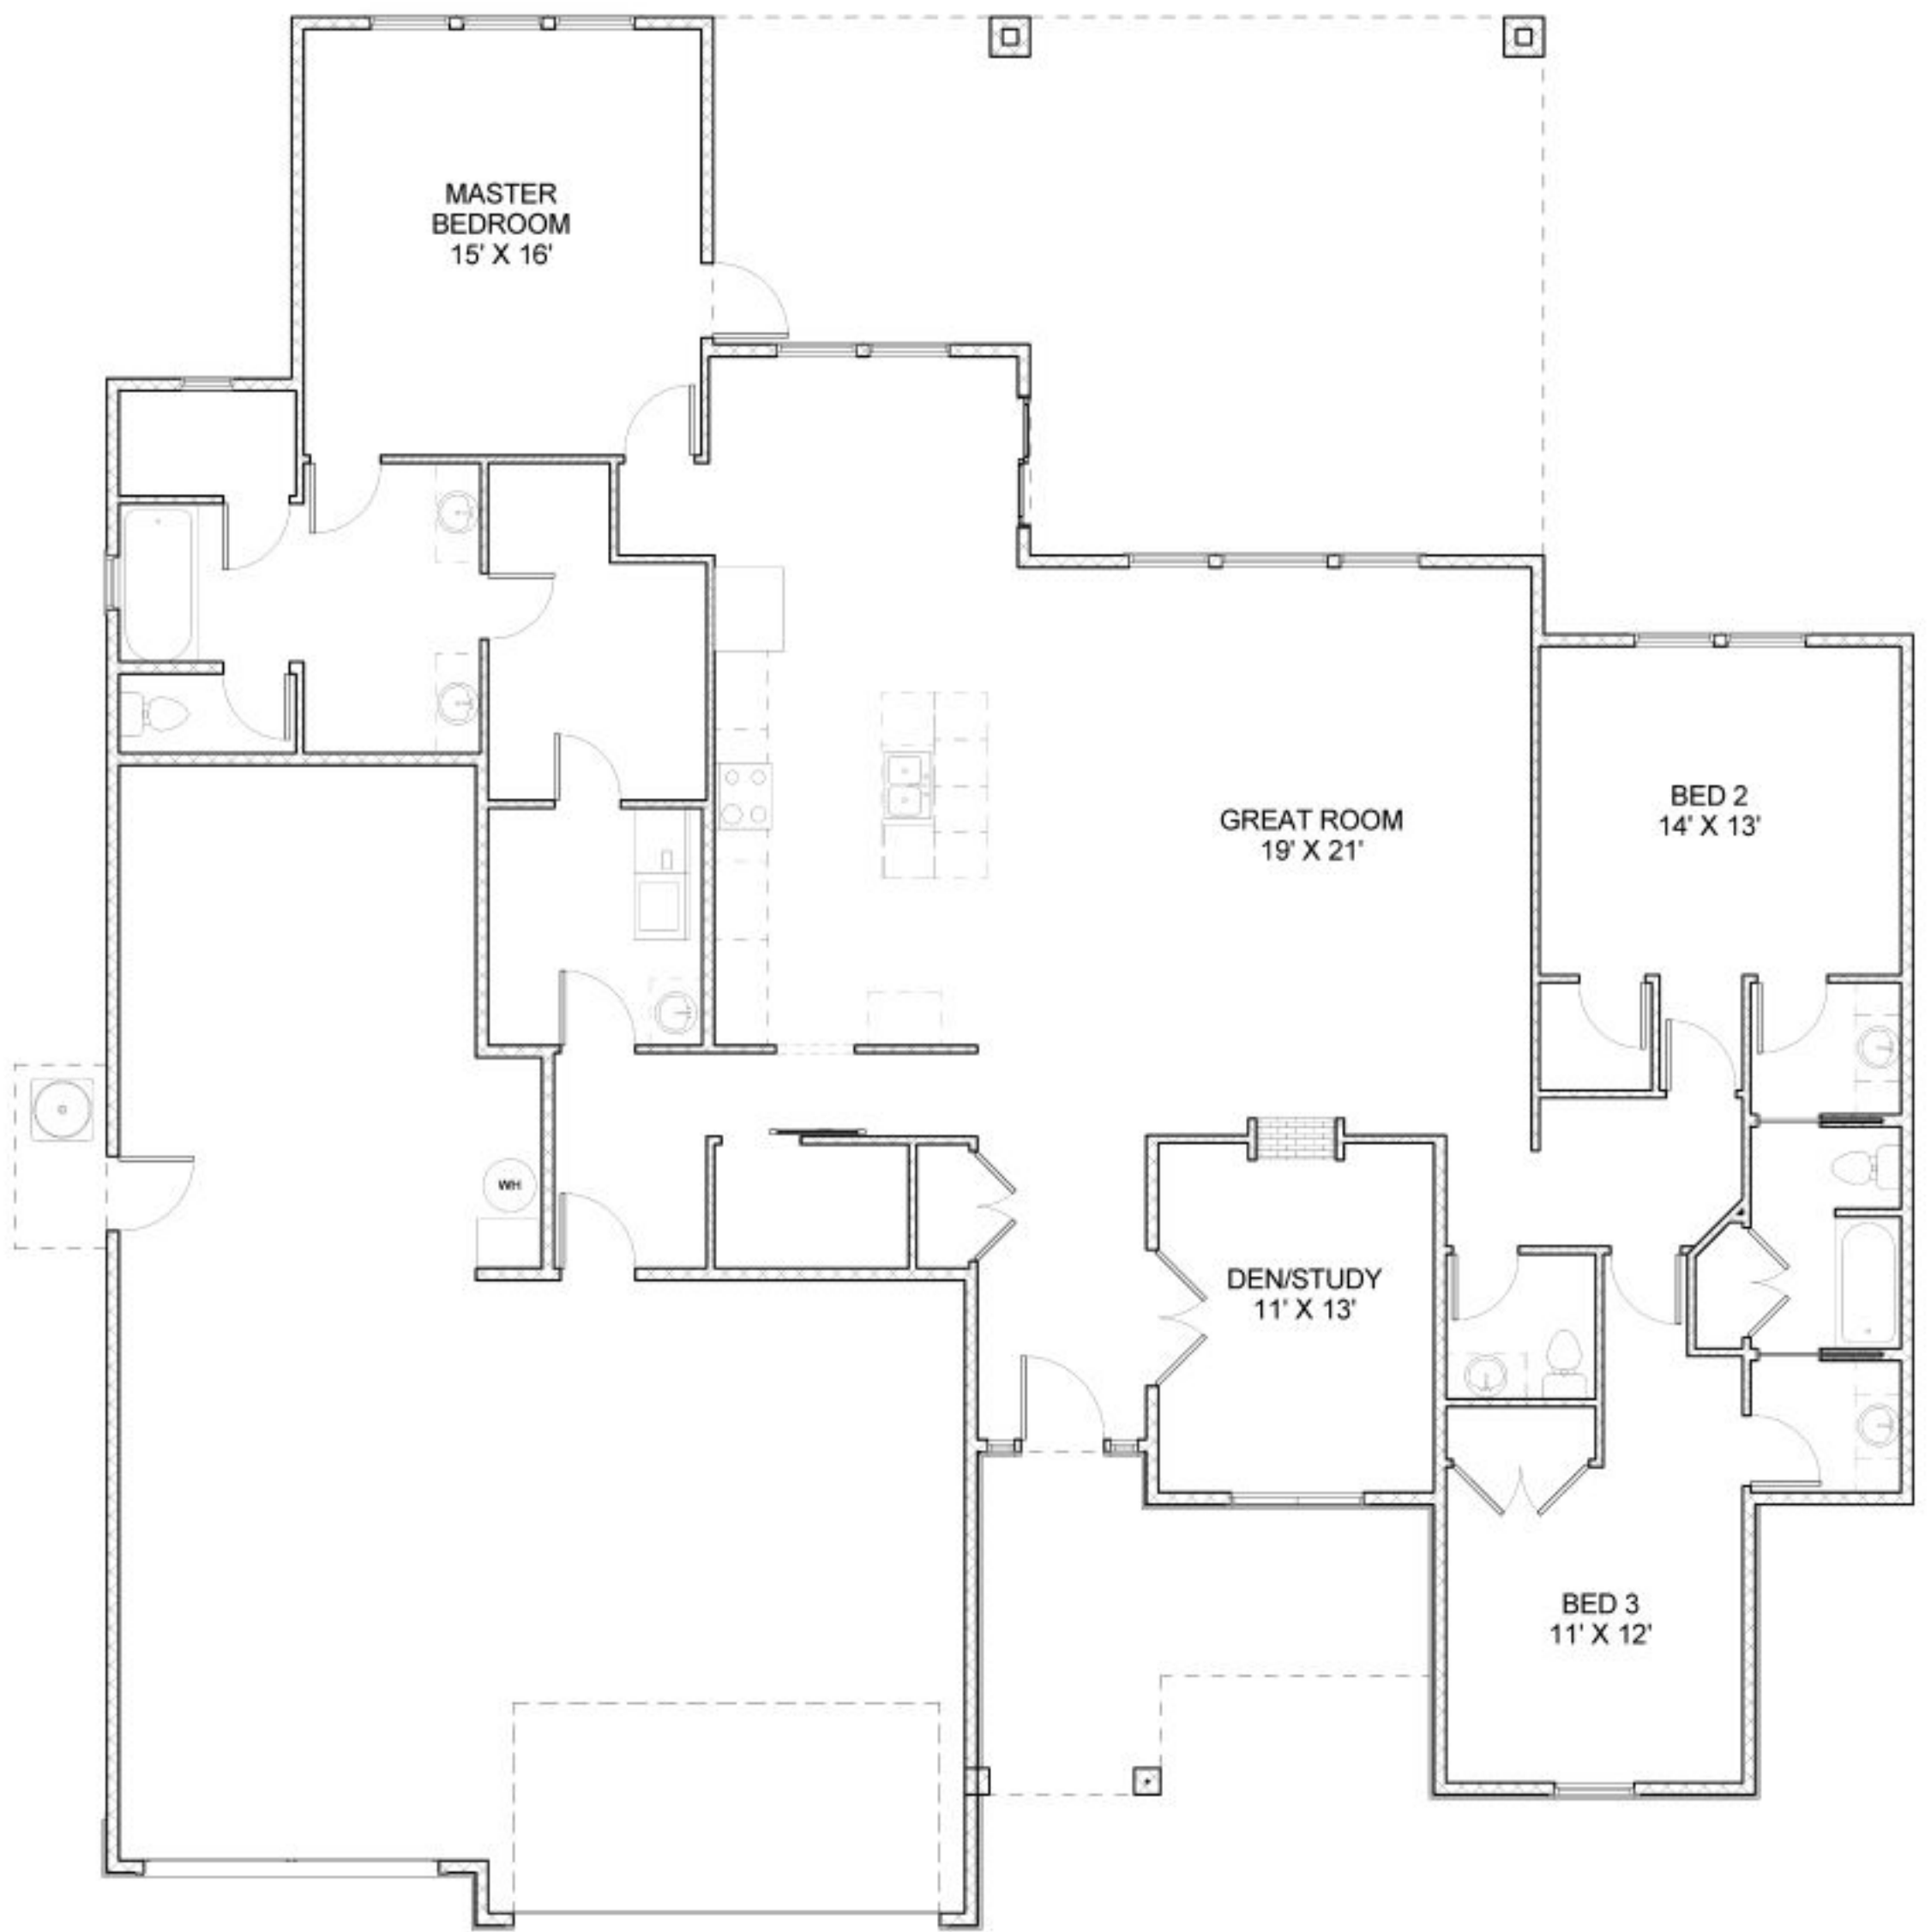 MASTER
BEDROOM
15' X 16'
GREAT ROOM
19' X 21'
BED 2
14' X 13'
WH
DEN/STUDY
11' X 13'
BED 3
11' X 12'